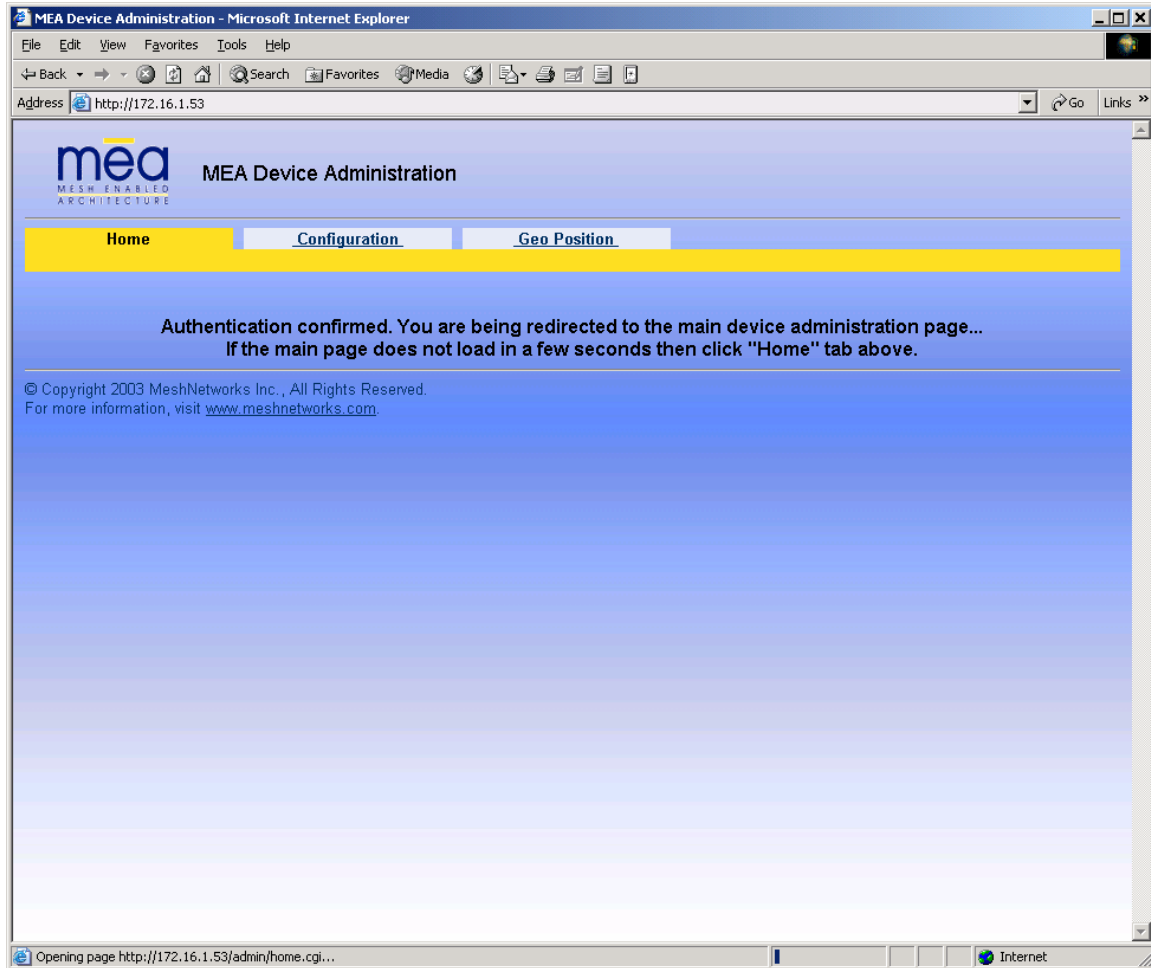 MEA Device Administration - Microsoft Internet Explorer
File Edit View Favorites Tools Help
Back Search Favorites Media
Address http://172.16.1.53 Go Links »
mea
MESH ENABLED
ARCHITECTURE
MEA Device Administration
Home Configuration Geo Position
Authentication confirmed. You are being redirected to the main device administration page...
If the main page does not load in a few seconds then click "Home" tab above.
© Copyright 2003 MeshNetworks Inc., All Rights Reserved.
For more information, visit www.meshnetworks.com.
Opening page http://172.16.1.53/admin/home.cgi... Internet